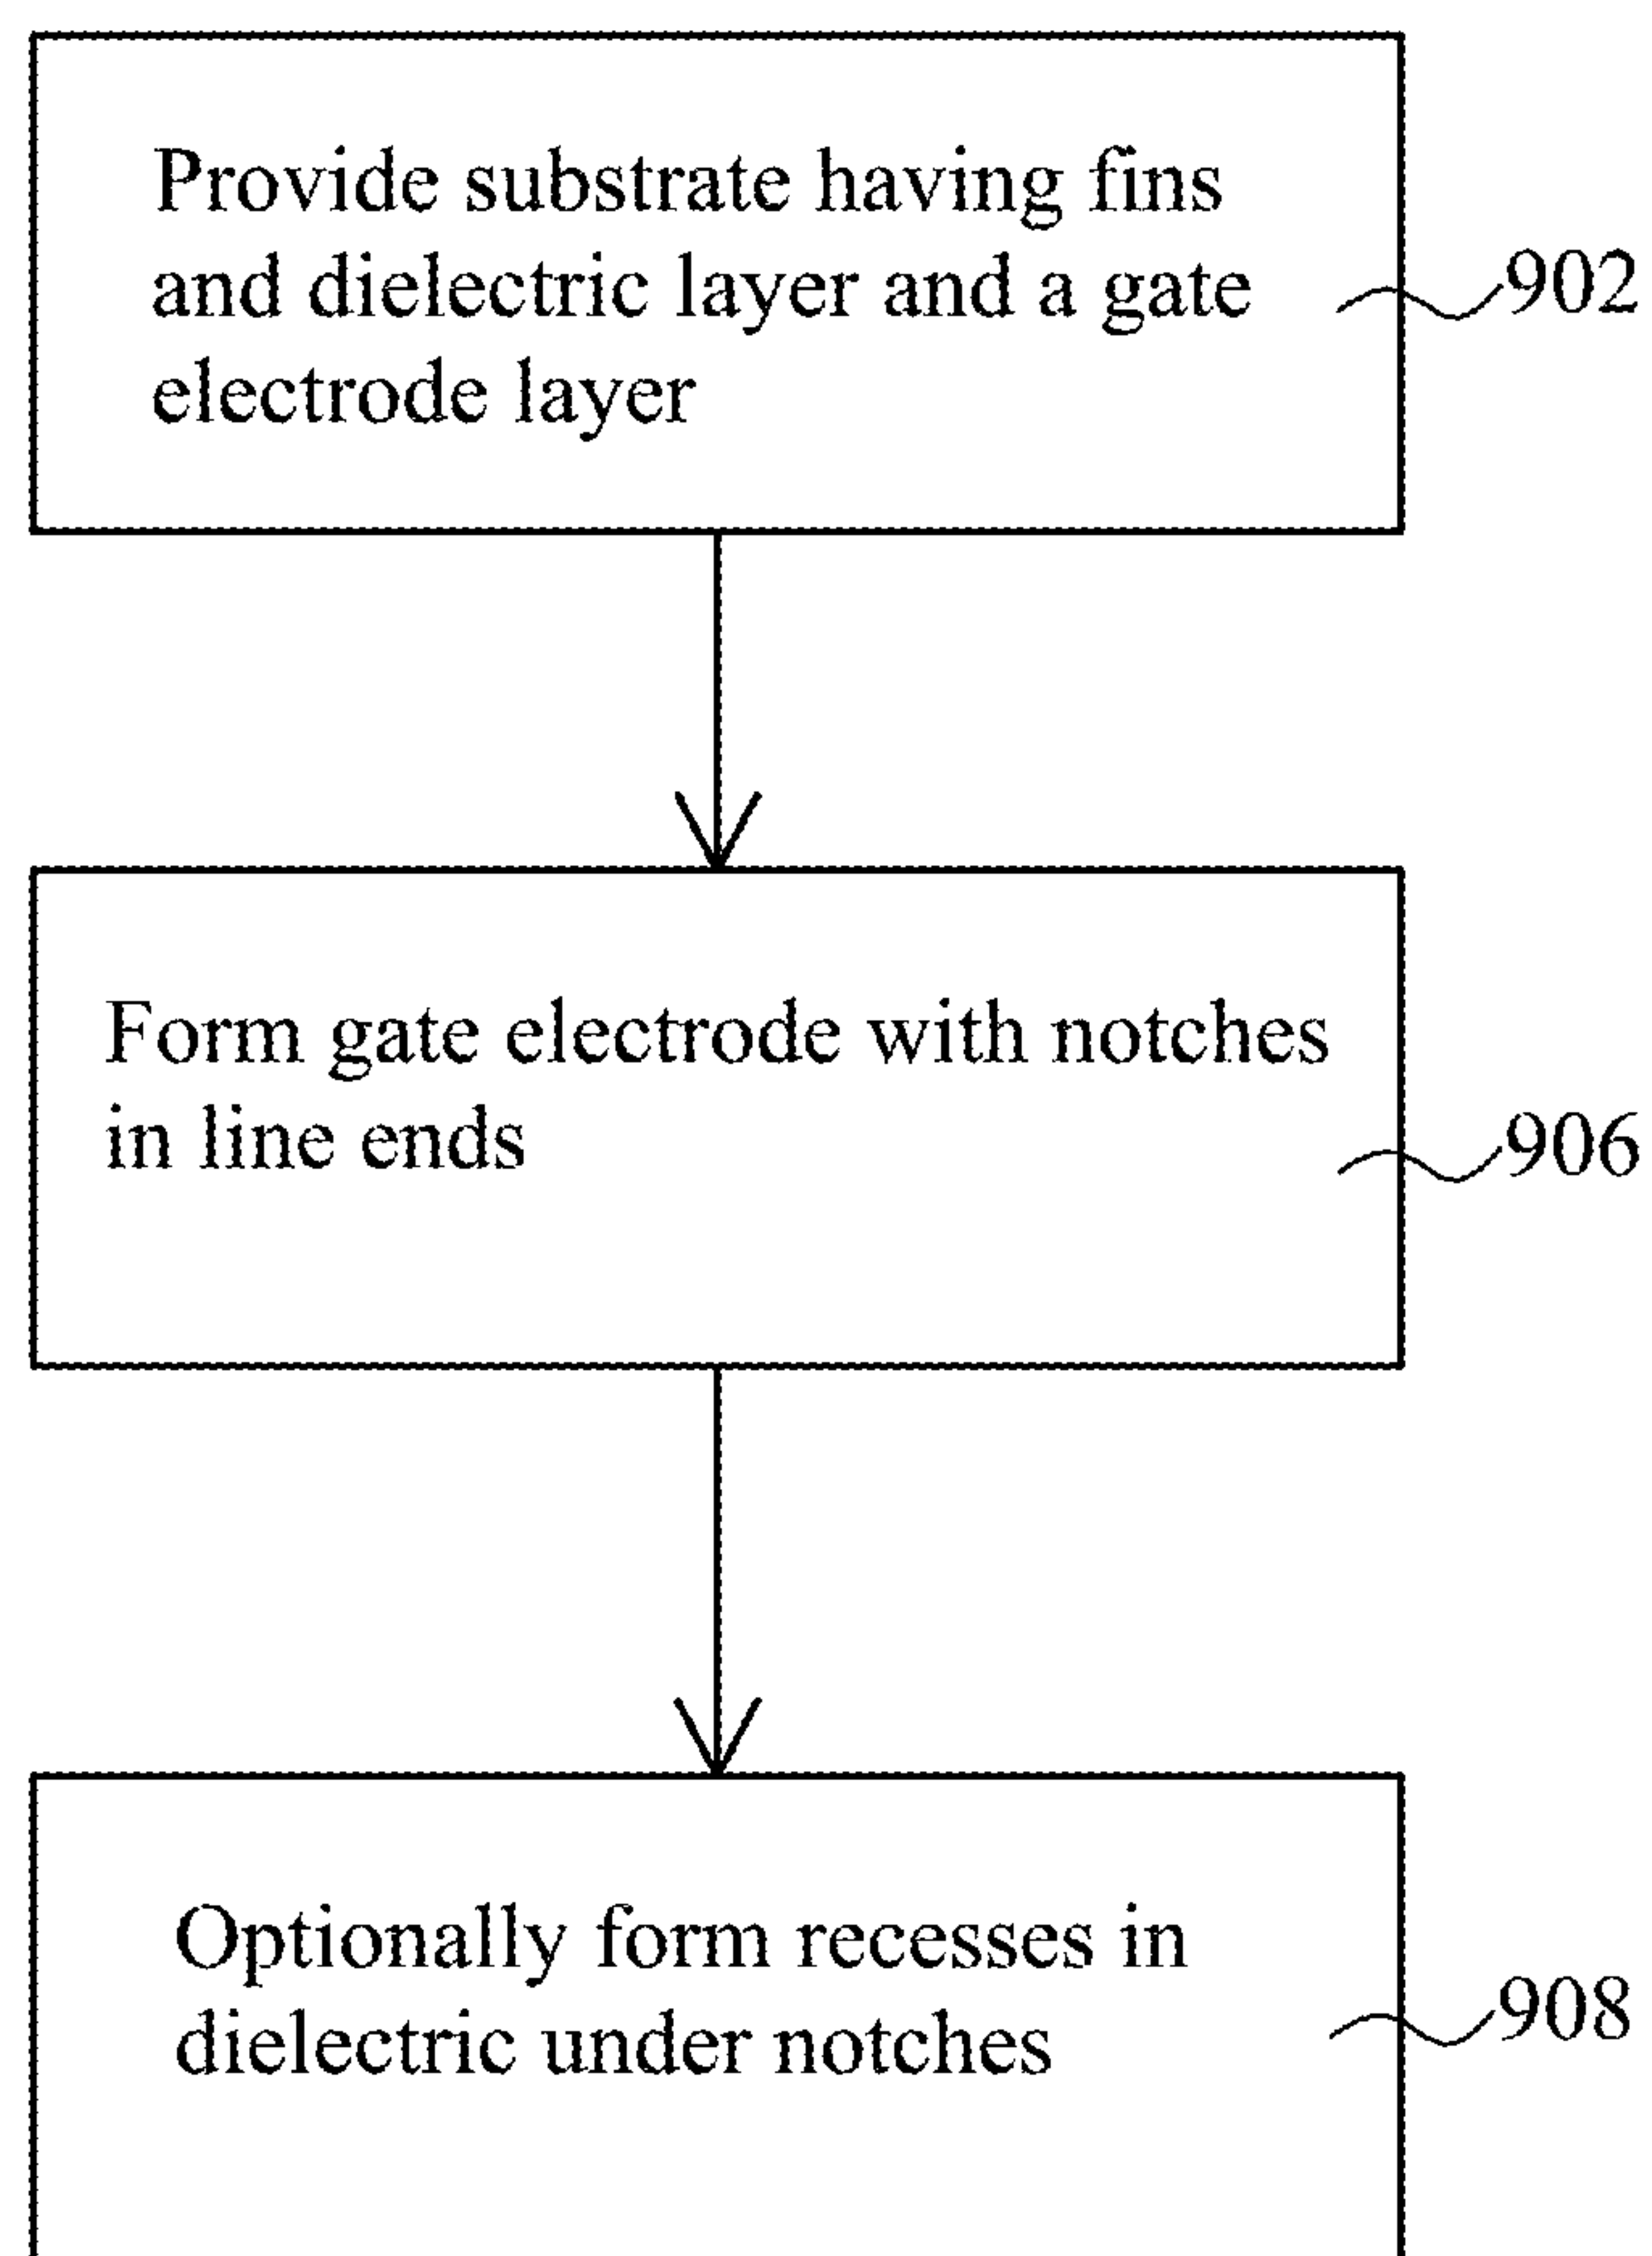 Provide substrate having fins
and dielectric layer and a gate
electrode layer
902
Form gate electrode with notches
in line ends
906
Optionally form recesses in
dielectric under notches
908